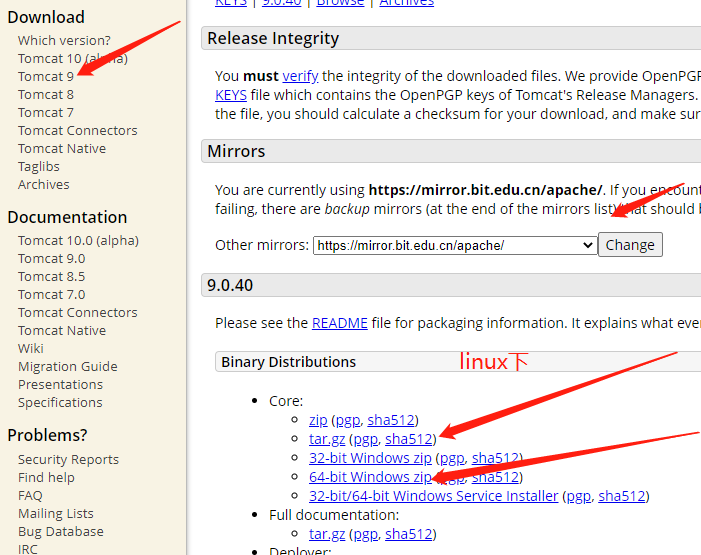 Download
Which version?
Tomcat 10 (alpha)
Tomcat 9
Tomcat 8
Tomcat 7
Tomcat Connectors
Tomcat Native
Taglibs
Archives
Documentation
Tomcat 10.0 (alpha)
Tomcat 9.0
Tomcat 8.5
Tomcat 7.0
Tomcat Connectors
Tomcat Native
Wiki
Migration Guide
Presentations
Specifications
Problems?
Security Reports
Find help
FAQ
Mailing Lists
Bug Database
IRC
KEYS | 9.0.40 | Browse | Archives
Release Integrity
You must verify the integrity of the downloaded files. We provide OpenPGP
KEYS file which contains the OpenPGP keys of Tomcat's Release Managers.
the file, you should calculate a checksum for your download, and make sur
Mirrors
You are currently using https://mirror.bit.edu.cn/apache/. If you encount
failing, there are backup mirrors (at the end of the mirrors list) that should b
Other mirrors: https://mirror.bit.edu.cn/apache/ Change
9.0.40
Please see the README file for packaging information. It explains what eve
Binary Distributions linux下
Core:
zip (pgp, sha512)
tar.gz (pgp, sha512)
32-bit Windows zip (pgp, sha512)
64-bit Windows zip (pgp, sha512)
32-bit/64-bit Windows Service Installer (pgp, sha512)
Full documentation:
tar.gz (pgp, sha512)
Deployer: